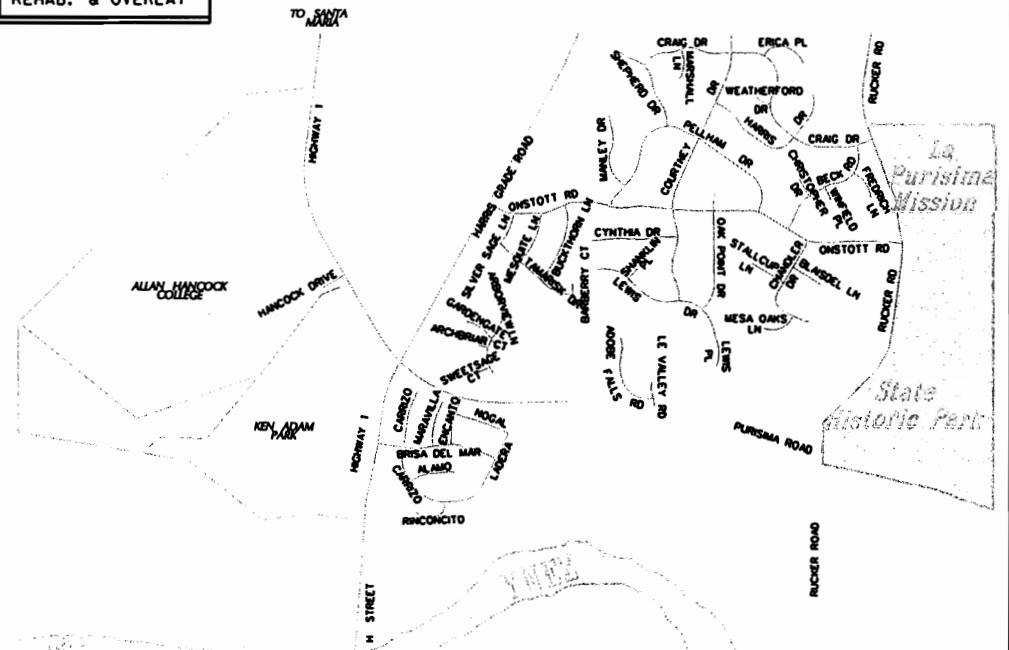 REHAB. & OVERLAY
TO SANTA
MARIA
CRAIG DR
ERICA PL
MARSHALL
LN
SHEPHERD DR
RUCKER RD
HIGHWAY 1
DR
WEATHERFORD
DR
HARRIS
DR
CRAIG DR
MANLEY DR
PELLHAM DR
COURTNEY
HARRIS GRADE ROAD
CHRISTOPHER
DR
BECK RD
WINFIELD
PL
FREDRICH
LN
La
Purisima
Mission
ONSTOTT RD
SILVER SAGE LN
MESQUITE LN
BUCKTHORN LN
TAMARISK DR
CYNTHIA DR
BARBERRY CT
SHANKLIN
PL
LEWIS
DR
OAK POINT DR
STALLCUP
LN
CHANDLER
DR
BLAISDEL LN
ONSTOTT RD
RUCKER RD
ALLAN HANCOCK
COLLEGE
HANCOCK DRIVE
ARBORVIEW LN
GARDENGATE
ARCHBRIAR CT
SWEETSAGE
CT
MESA OAKS
LN
LEWIS
PL
ADOBE FALLS RD
LE VALLEY RD
State
Historic Park
PURISIMA ROAD
KEN ADAM
PARK
HIGHWAY 1
CARRIZO
MARAVILLA
ENCANTO
NOGAL
BRISA DEL MAR
ALAMO
CARRIZO
LADERA
RINCONCITO
YNEZ
RUCKER ROAD
H STREET